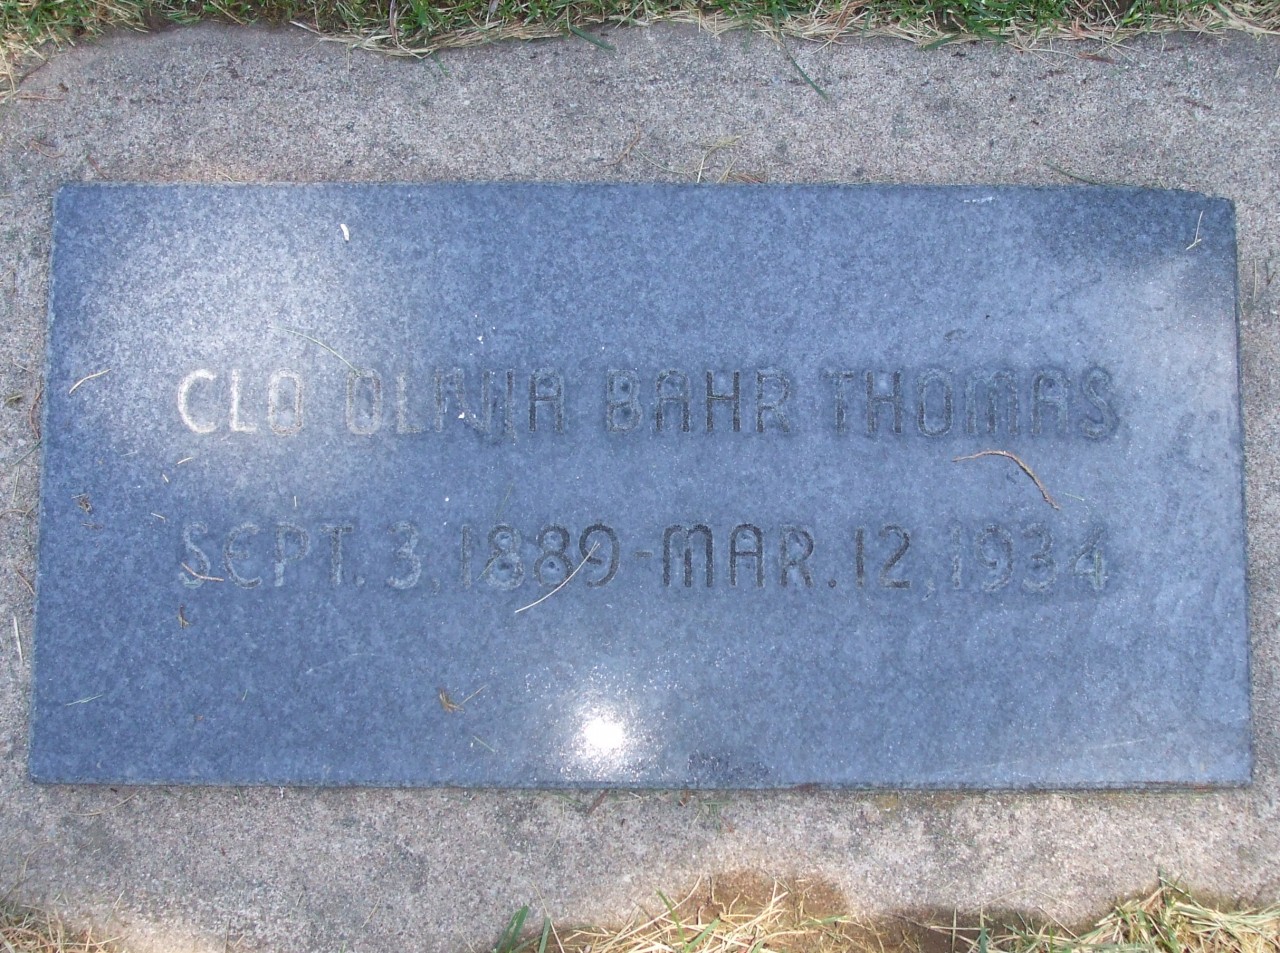 CLO OLIVIA BAHR THOMAS
SEPT. 3, 1889 - MAR. 12, 1934